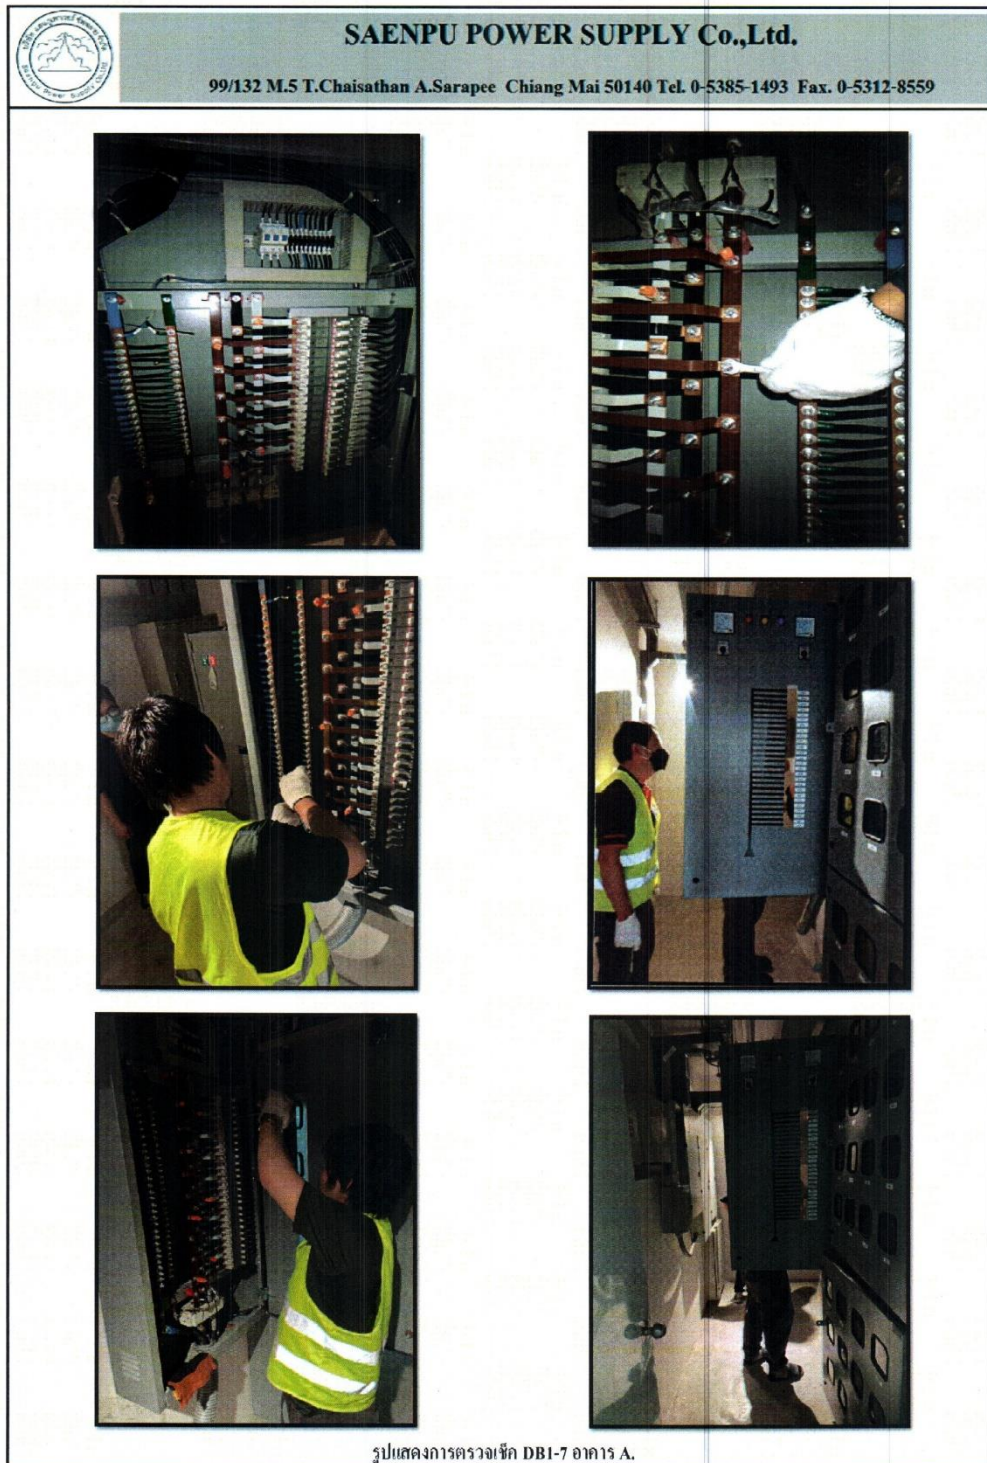 SAENPU POWER SUPPLY Co.,Ltd.
99/132 M.5 T.Chaisathan A.Sarapee Chiang Mai 50140 Tel. 0-5385-1493 Fax. 0-5312-8559
รูปแสดงการตรวจเช็ค DB1-7 อาคาร A.